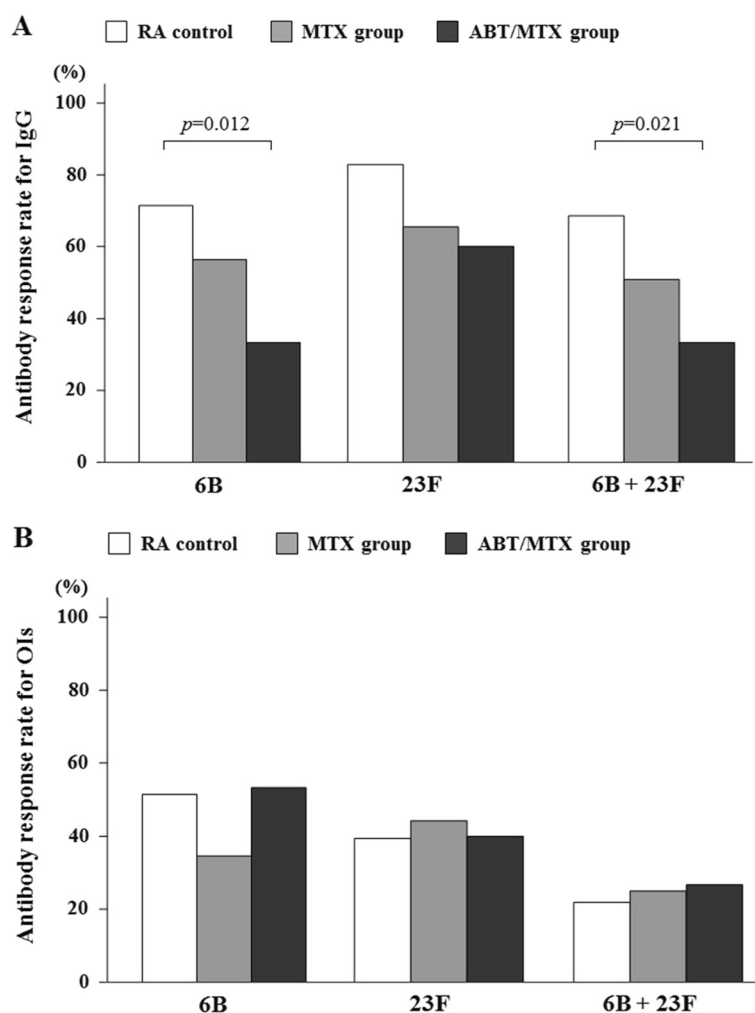 A
RA control MTX group ABT/MTX group
(%)
100
80
60
40
20
0
Antibody response rate for IgG
p=0.012
p=0.021
6B 23F 6B + 23F
B
RA control MTX group ABT/MTX group
(%)
100
80
60
40
20
0
Antibody response rate for OIs
6B 23F 6B + 23F